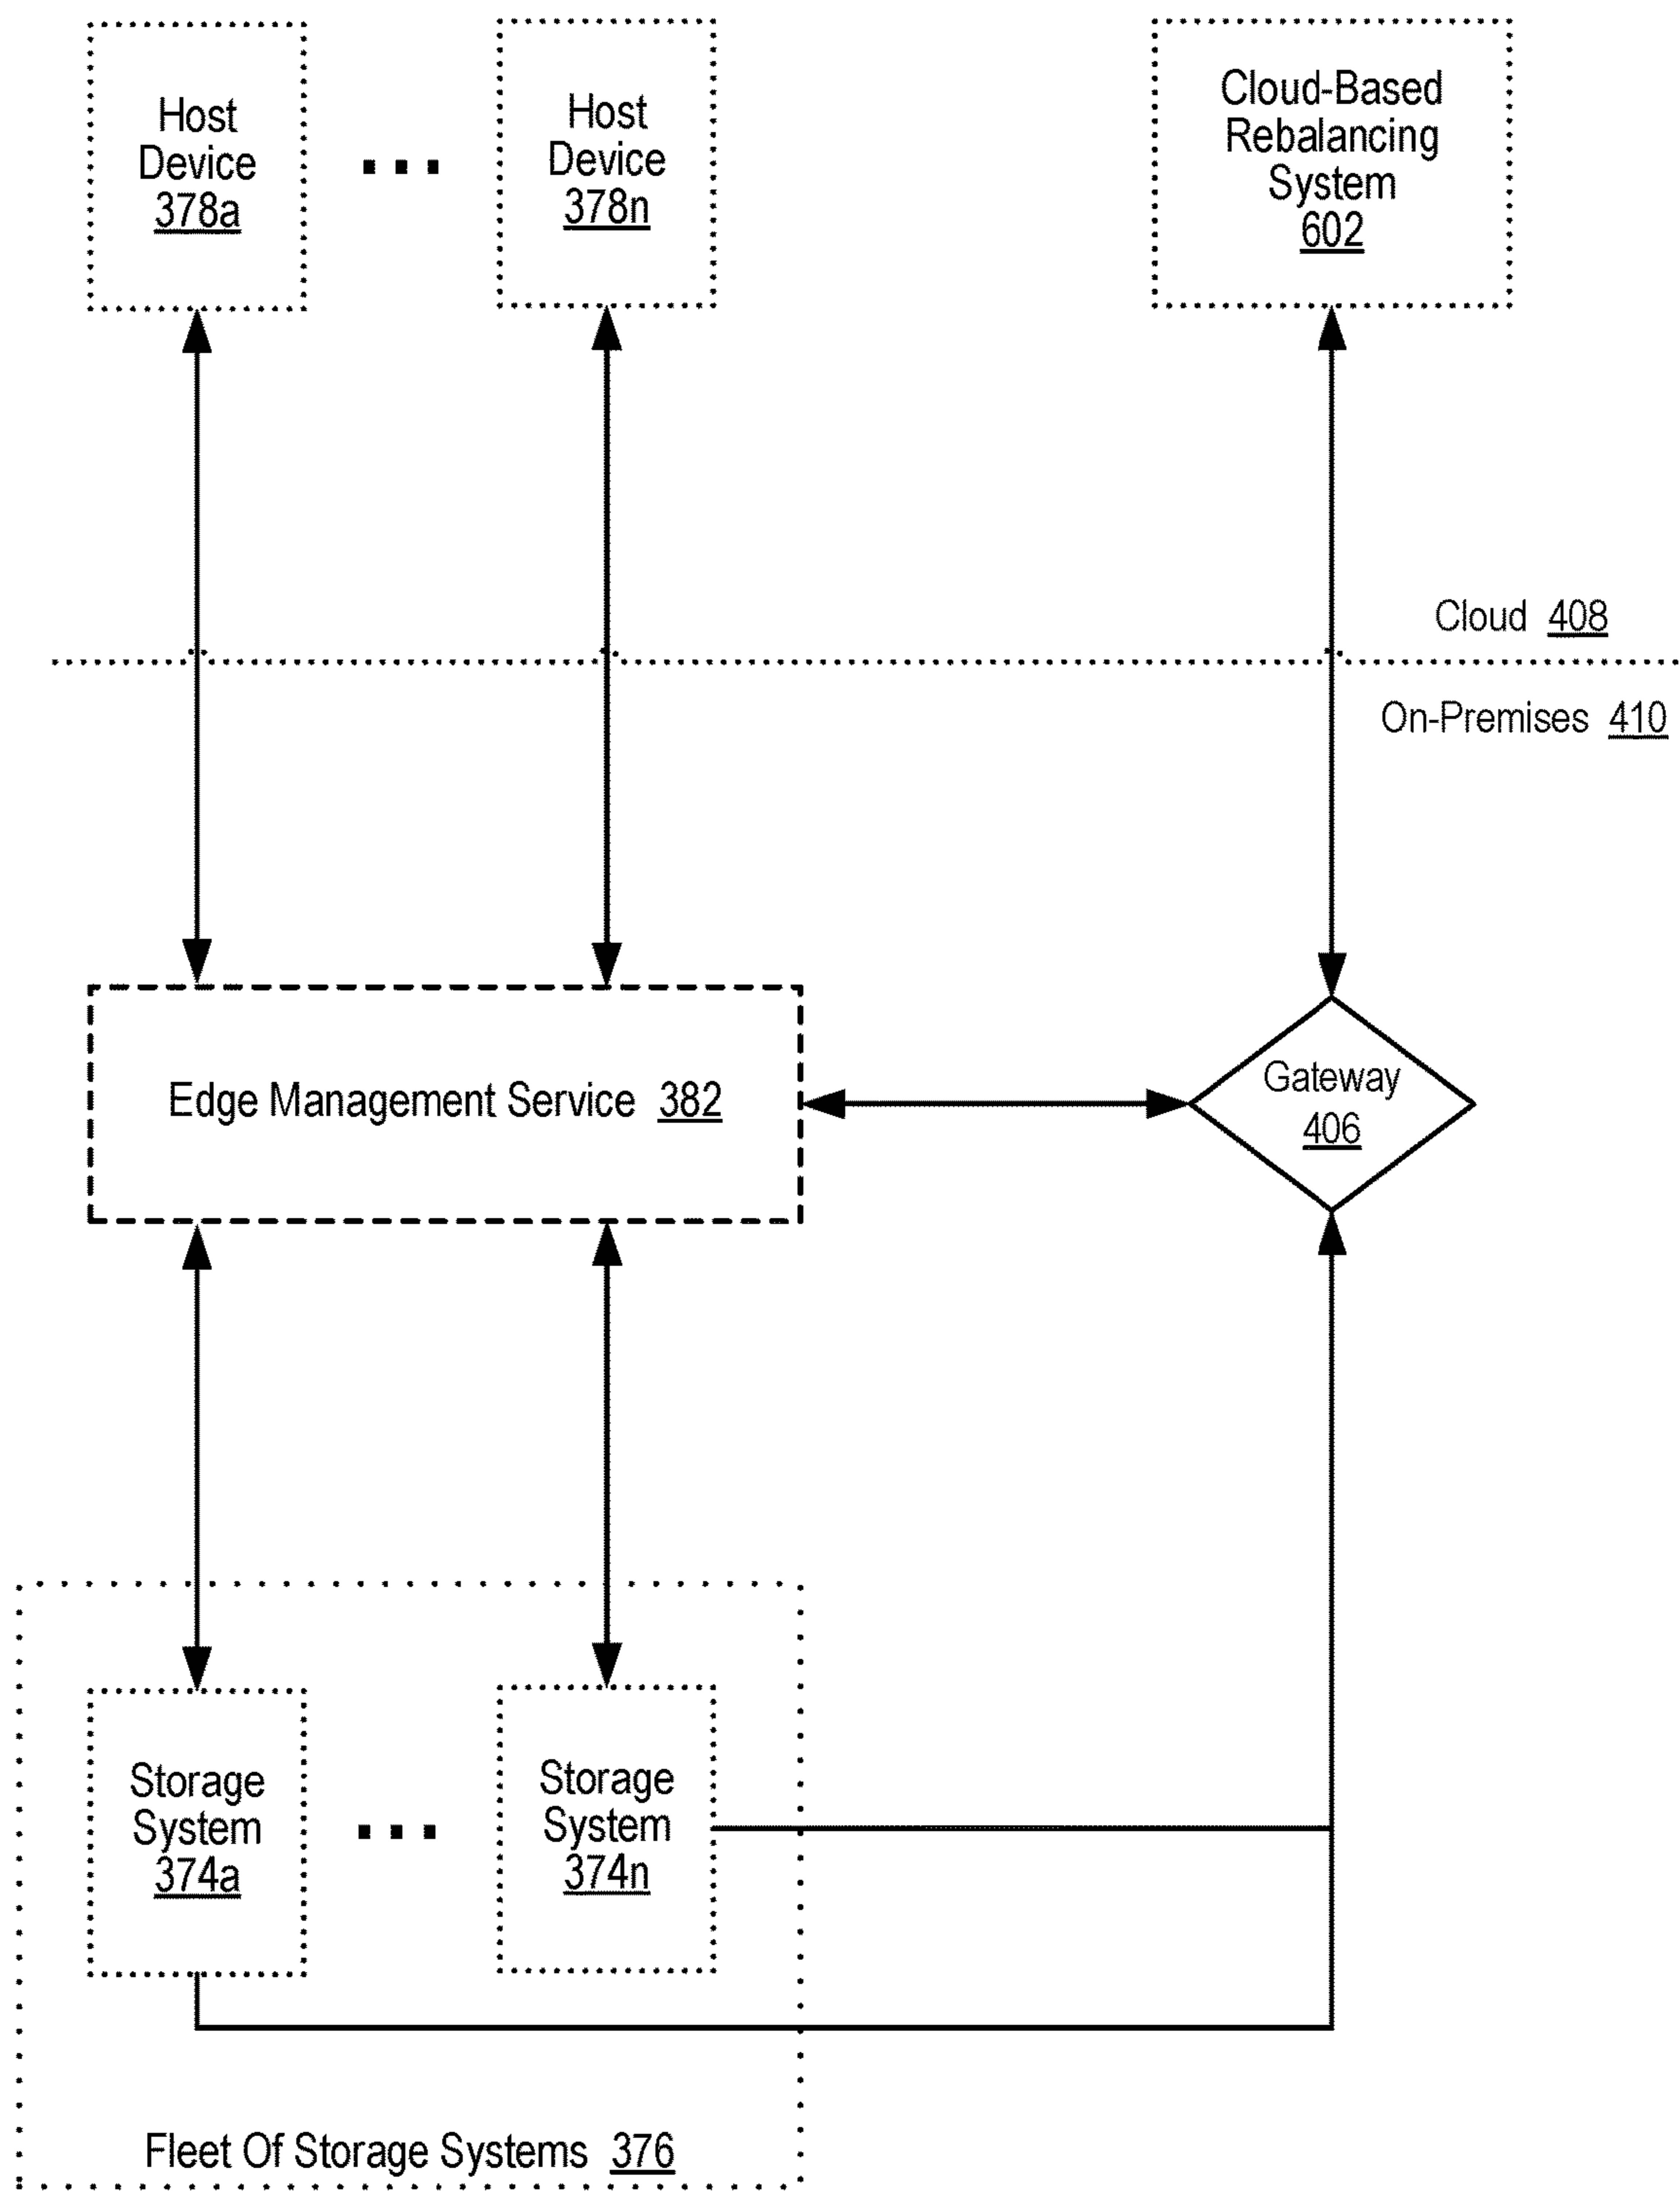 Host
Device
378a
Host
Device
378n
Cloud-Based
Rebalancing
System
602
Cloud 408
On-Premises 410
Edge Management Service 382
Gateway
406
Storage
System
374a
Storage
System
374n
Fleet Of Storage Systems 376